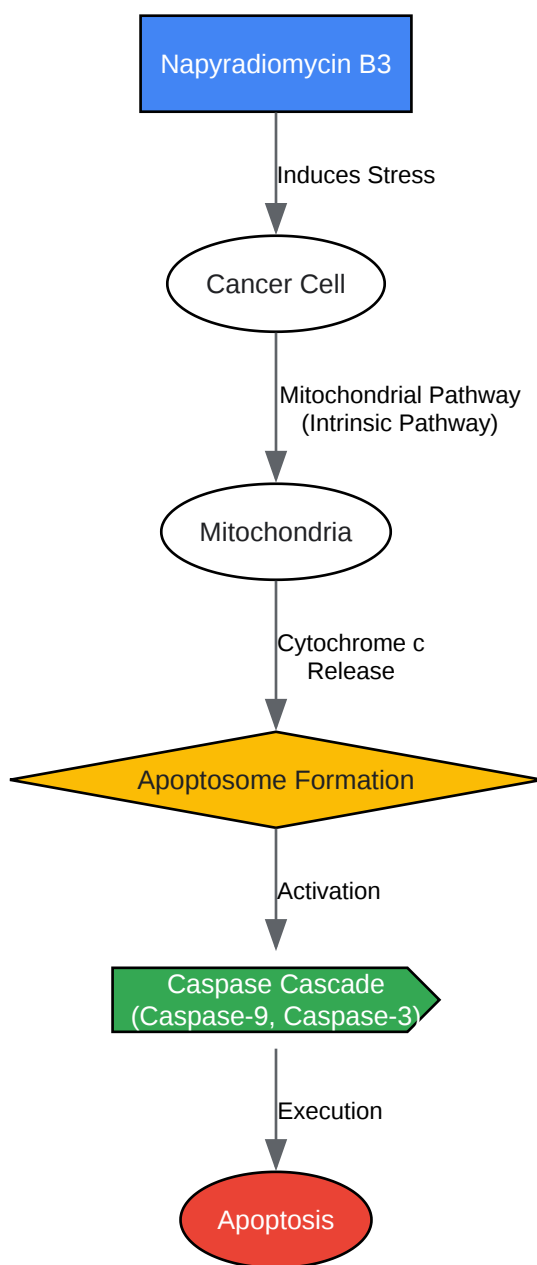 Napyradiomycin B3
Induces Stress
Cancer Cell
Mitochondrial Pathway
(Intrinsic Pathway)
Mitochondria
Cytochrome c
Release
Apoptosome Formation
Activation
Caspase Cascade
(Caspase-9, Caspase-3)
Execution
Apoptosis